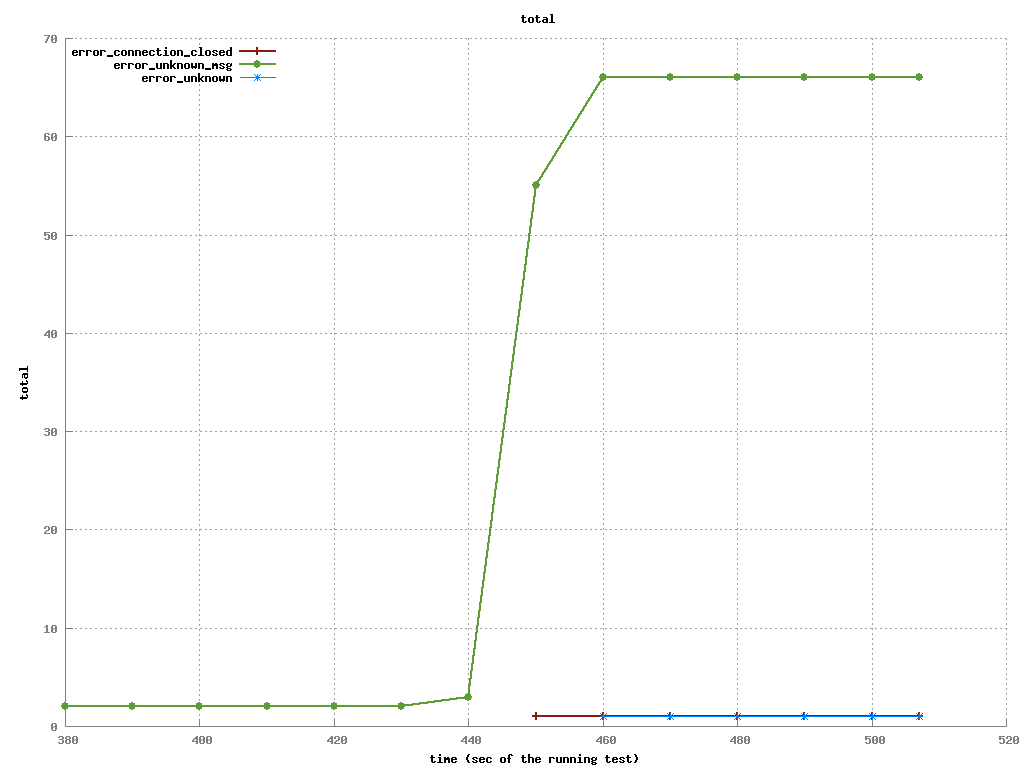 total
error_connection_closed
error_unknown_msg
error_unknown
70
60
50
40
30
20
10
0
total
380 400 420 440 460 480 500 520
time (sec of the running test)